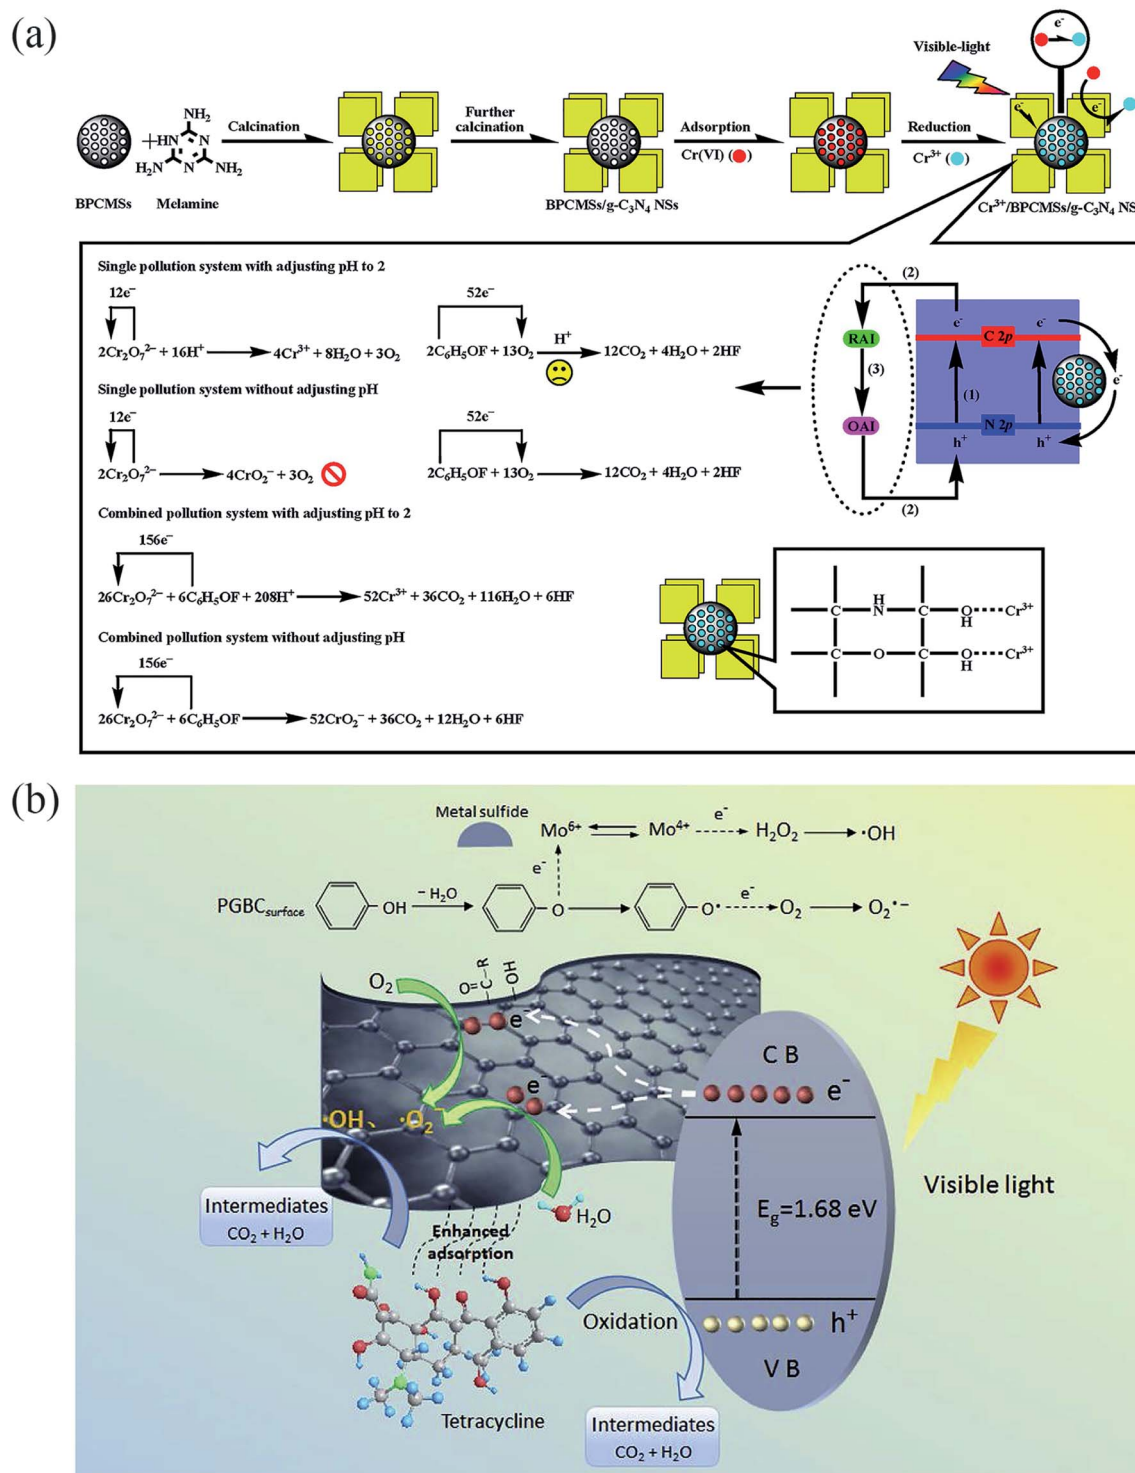 (a)
Visible-light
e⁻
NH₂
HN
N
N
H₂N
NH₂
+
Calcination
Further
calcination
Adsorption
Cr(VI) ( )
Reduction
Cr³⁺ ( )
e⁻
e⁻
BPCMSs
Melamine
BPCMSs/g-C₃N₄ NSs
Cr³⁺/BPCMSs/g-C₃N₄ NS
Single pollution system with adjusting pH to 2
12e⁻
52e⁻
2Cr₂O₇²⁻ + 16H⁺ → 4Cr³⁺ + 8H₂O + 3O₂
2C₆H₅OF + 13O₂ H⁺ → 12CO₂ + 4H₂O + 2HF
Single pollution system without adjusting pH
12e⁻
52e⁻
2Cr₂O₇²⁻ → 4CrO₂⁻ + 3O₂
2C₆H₅OF + 13O₂ → 12CO₂ + 4H₂O + 2HF
Combined pollution system with adjusting pH to 2
156e⁻
26Cr₂O₇²⁻ + 6C₆H₅OF + 208H⁺ → 52Cr³⁺ + 36CO₂ + 116H₂O + 6HF
Combined pollution system without adjusting pH
156e⁻
26Cr₂O₇²⁻ + 6C₆H₅OF → 52CrO₂⁻ + 36CO₂ + 12H₂O + 6HF
(2)
e⁻
e⁻
RAI
C 2p
(3)
(1)
e⁻
OAI
N 2p
h⁺
h⁺
(2)
H
C N C O Cr³⁺
H
C O C O Cr³⁺
H
(b)
Metal sulfide
Mo⁶⁺ ⇌ Mo⁴⁺ e⁻ → H₂O₂ → ·OH
e⁻
PGBCsurface OH − H₂O → O → O· e⁻ → O₂ → O₂·⁻
O₂
O=C–R
OH
e⁻
e⁻
·OH、 ·O₂⁻
C B
e⁻
Visible light
Eg=1.68 eV
Intermediates
CO₂ + H₂O
H₂O
Enhanced
adsorption
Oxidation
h⁺
V B
Tetracycline
Intermediates
CO₂ + H₂O